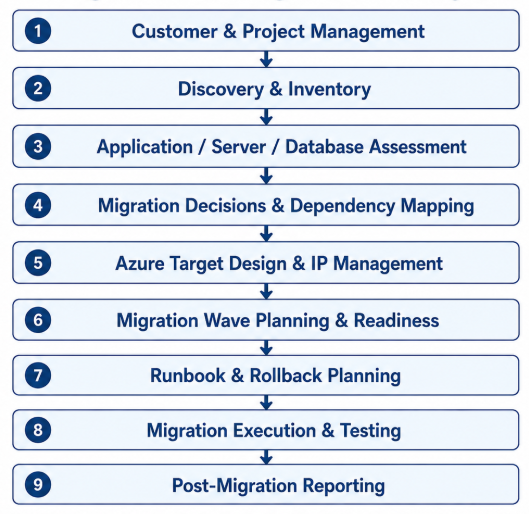 1 Customer & Project Management
2 Discovery & Inventory
3 Application / Server / Database Assessment
4 Migration Decisions & Dependency Mapping
5 Azure Target Design & IP Management
6 Migration Wave Planning & Readiness
7 Runbook & Rollback Planning
8 Migration Execution & Testing
9 Post-Migration Reporting